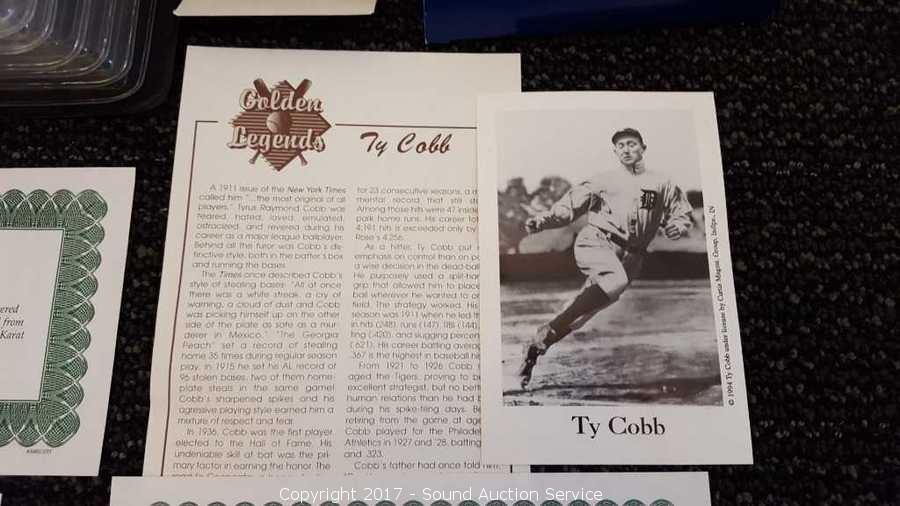 Golden
Legends
Ty Cobb
A 1911 issue of the New York Times
called him "...the most original of all
players." Tyrus Raymond Cobb was
feared, hated, loved, emulated,
ostracized, and revered during his
career as a major league ballplayer.
Behind all the furor was Cobb's dis-
tinctive style, both in the batter's box
and running the bases.
The Times once described Cobb's
style of stealing bases: "All at once
there was a white streak, a cry of
warning, a cloud of dust and Cobb
was picking himself up on the other
side of the plate as safe as a mur-
derer in Mexico." "The Georgia
Peach" set a record of stealing
home 35 times during regular season
play. In 1915 he set his AL record of
96 stolen bases, two of them home-
plate steals in the same game!
Cobb's sharpened spikes and his
agressive playing style earned him a
mixture of respect and fear.
In 1936, Cobb was the first player
elected to the Hall of Fame. His
undeniable skill at bat was the pri-
mary factor in earning the honor. The
for 23 consecutive seasons, a
mental record that still
Among those hits were 47 inside
park home runs. His career
4,191 hits is exceeded only by
Rose's 4,256.
As a hitter, Ty Cobb put
emphasis on control than on
a wise decision in the dead-ball
He purposely used a split-
grip that allowed him to place
ball wherever he wanted to
field. The strategy worked. His
season was 1911 when he led the
in hits (248), runs (147), RBI (144),
ting (.420), and slugging percen
(.621). His career batting average
.367 is the highest in baseball
From 1921 to 1926 Cobb
aged the Tigers, proving to be
excellent strategist, but no bett
human relations than he had
during his spike-filing days.
retiring from the game at age
Cobb played for the Philade
Athletics in 1927 and '28, batting
and .323.
Cobb's father had once told him,
Ty Cobb
© 1994 Ty Cobb under license by Curtis Mgmt. Group, Indpls., IN
ered
from
Karat
Copyright 2017 - Sound Auction Service